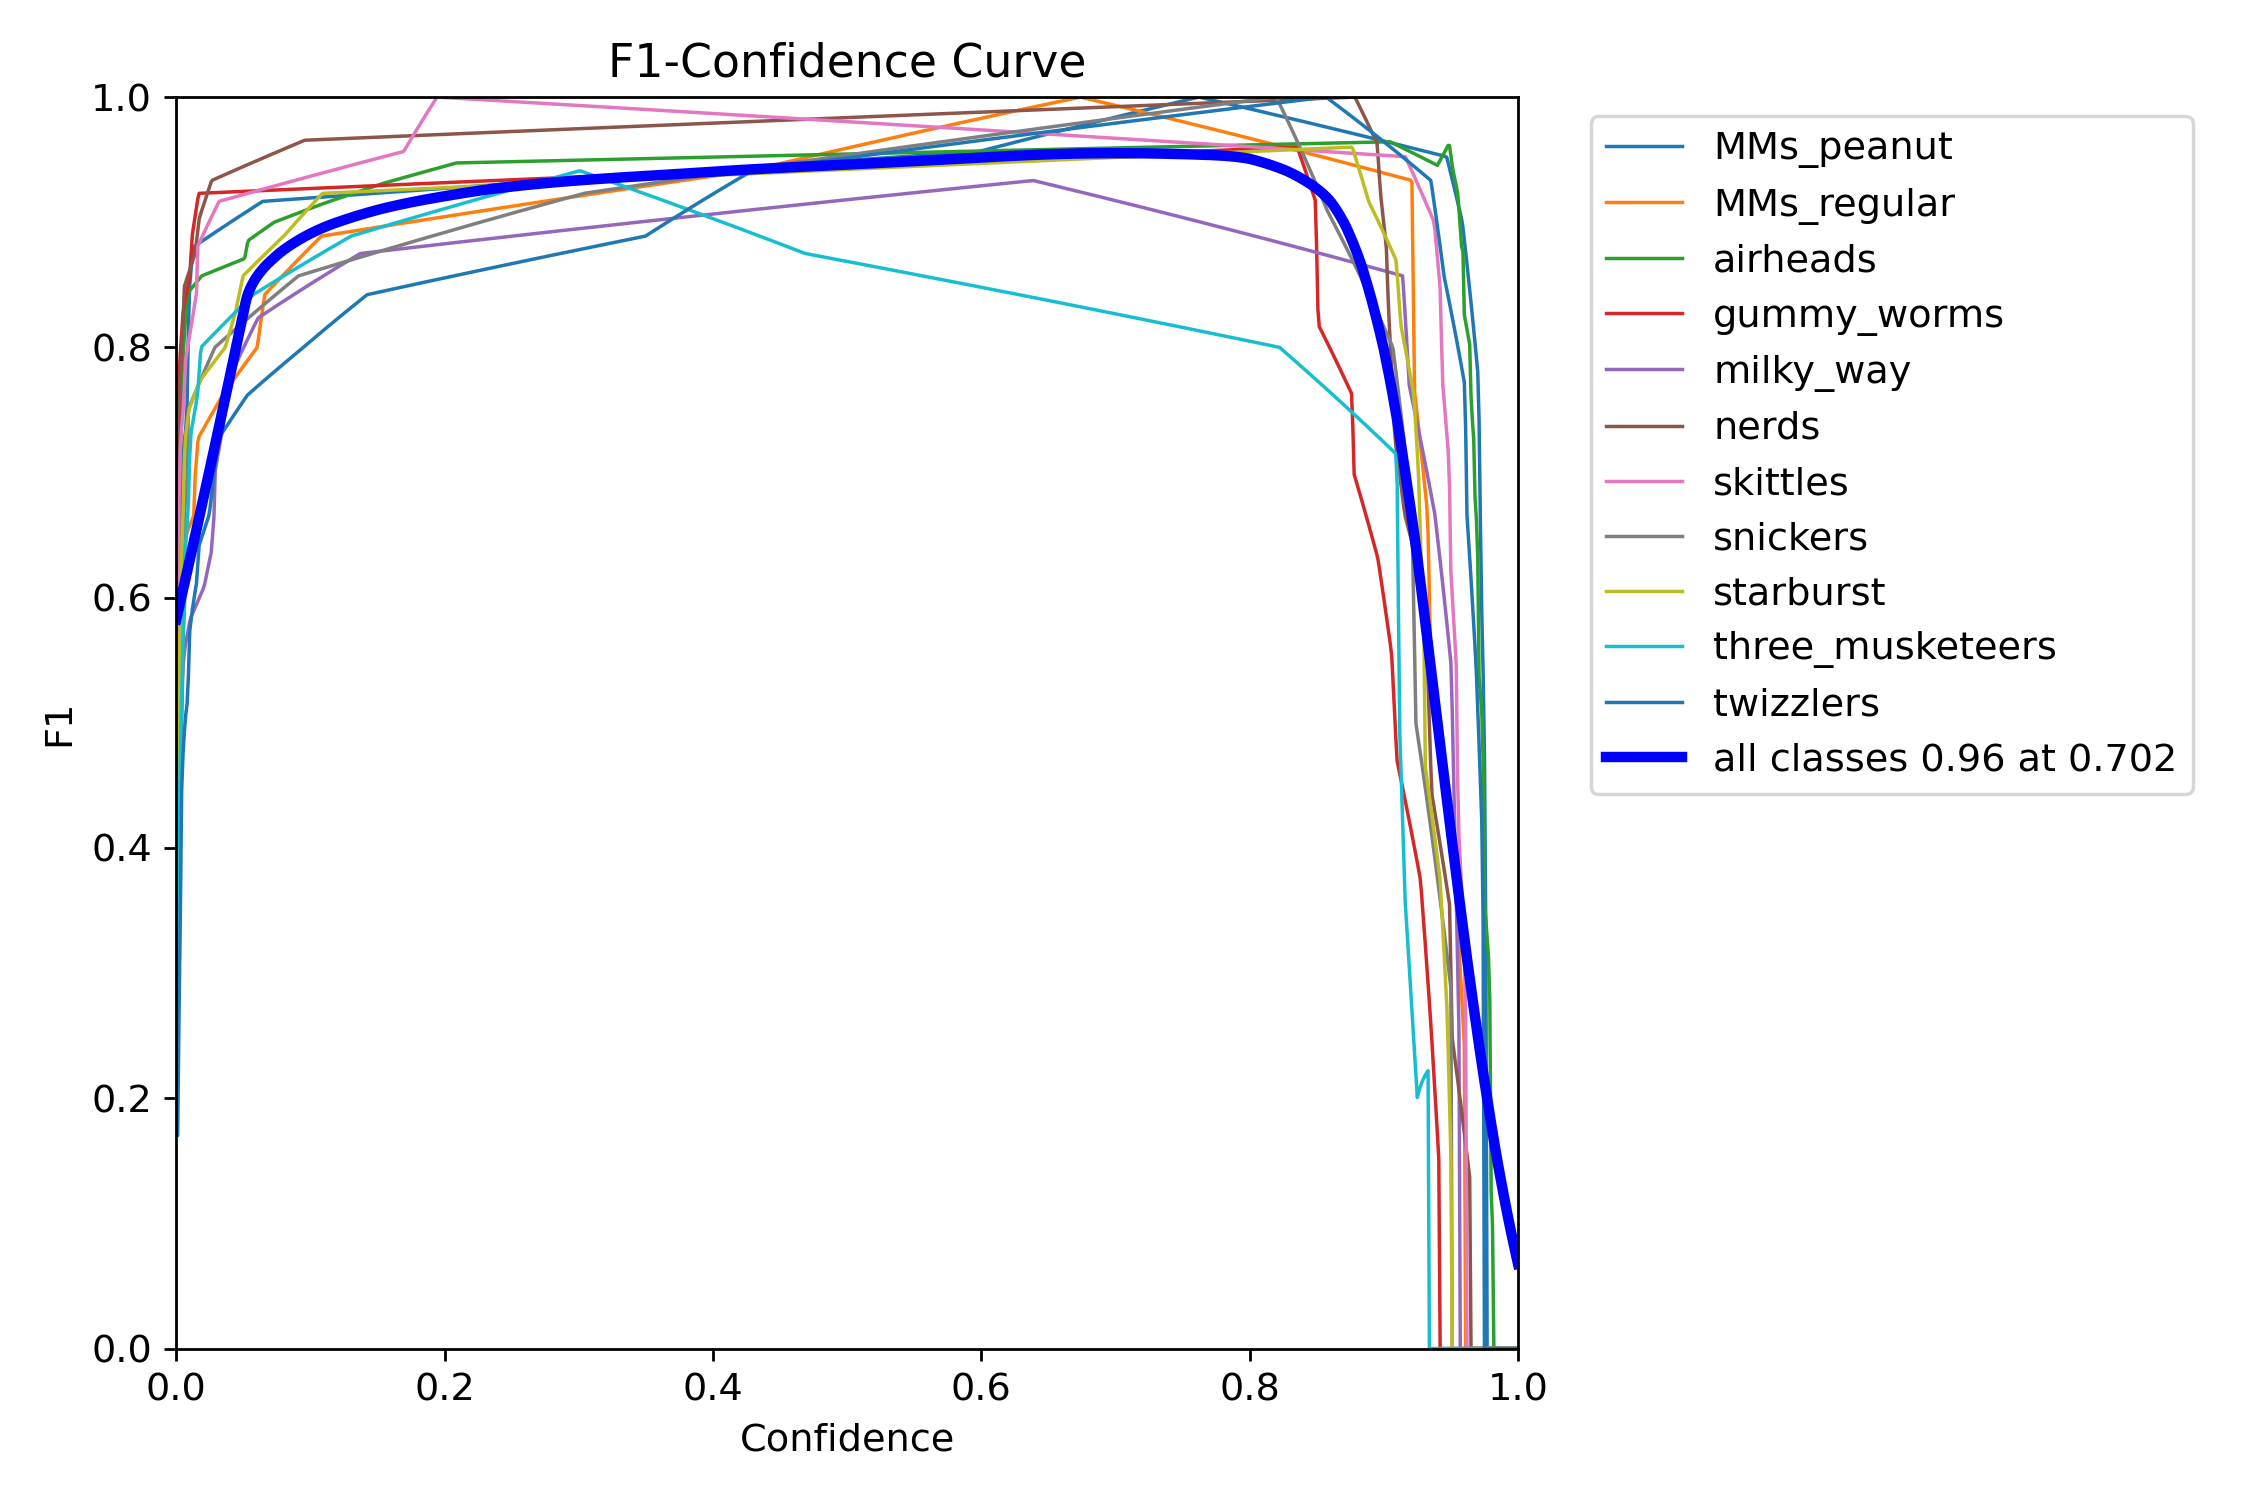 F1-Confidence Curve
1.0
0.8
0.6
0.4
0.2
0.0
F1
0.0 0.2 0.4 0.6 0.8 1.0
Confidence
MMs_peanut
MMs_regular
airheads
gummy_worms
milky_way
nerds
skittles
snickers
starburst
three_musketeers
twizzlers
all classes 0.96 at 0.702